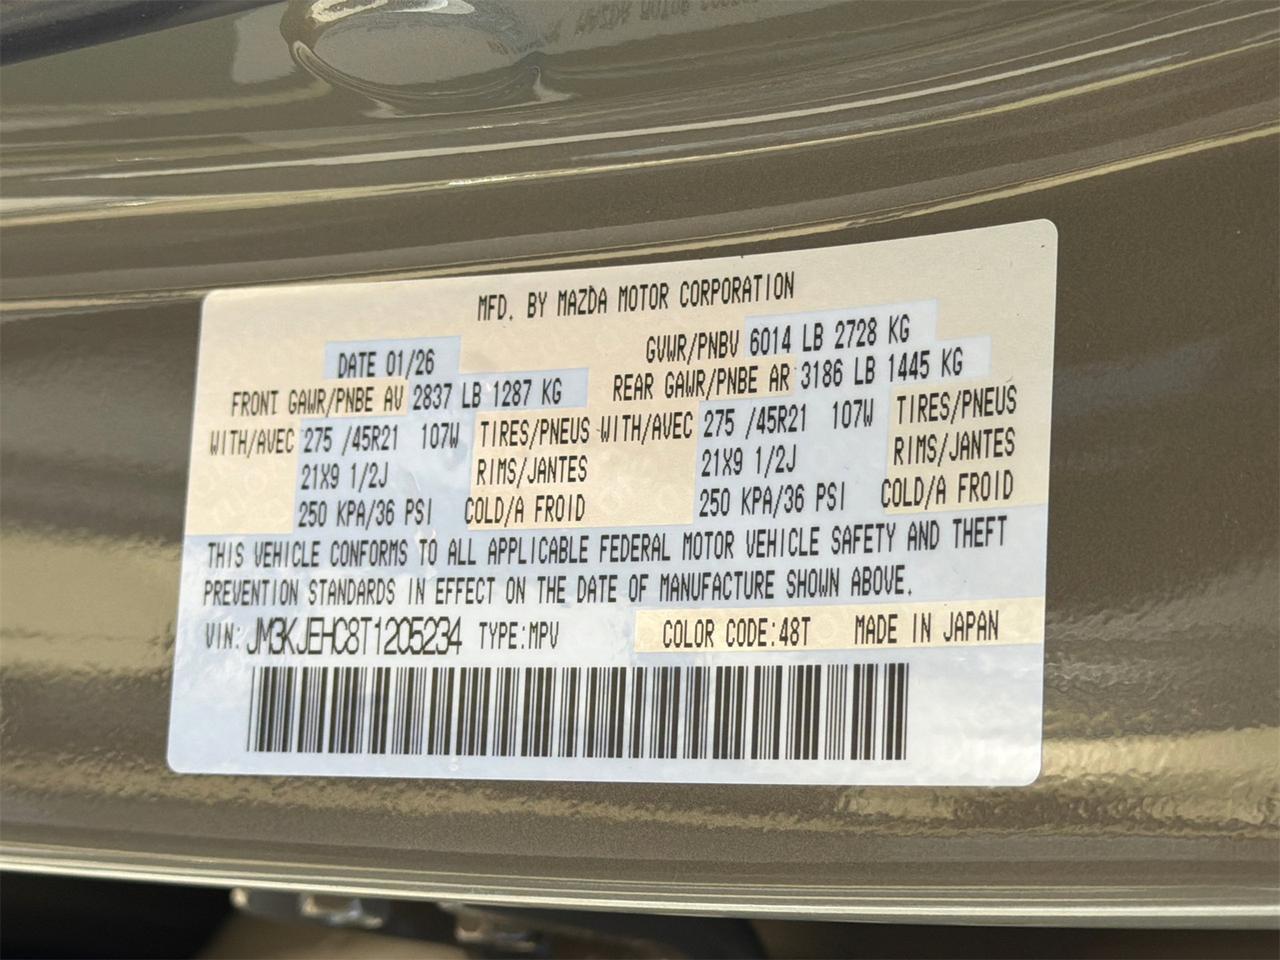 MFD. BY MAZDA MOTOR CORPORATION
DATE 01/26 GVWR/PNBV 6014 LB 2728 KG
FRONT GAWR/PNBE AV 2837 LB 1287 KG REAR GAWR/PNBE AR 3186 LB 1445 KG
WITH/AVEC 275 /45R21 107W TIRES/PNEUS WITH/AVEC 275 /45R21 107W TIRES/PNEUS
21X9 1/2J RIMS/JANTES 21X9 1/2J RIMS/JANTES
250 KPA/36 PSI COLD/A FROID 250 KPA/36 PSI COLD/A FROID
THIS VEHICLE CONFORMS TO ALL APPLICABLE FEDERAL MOTOR VEHICLE SAFETY AND THEFT
PREVENTION STANDARDS IN EFFECT ON THE DATE OF MANUFACTURE SHOWN ABOVE.
VIN: JM3KJEHC8T1205234 TYPE:MPV COLOR CODE:48T MADE IN JAPAN